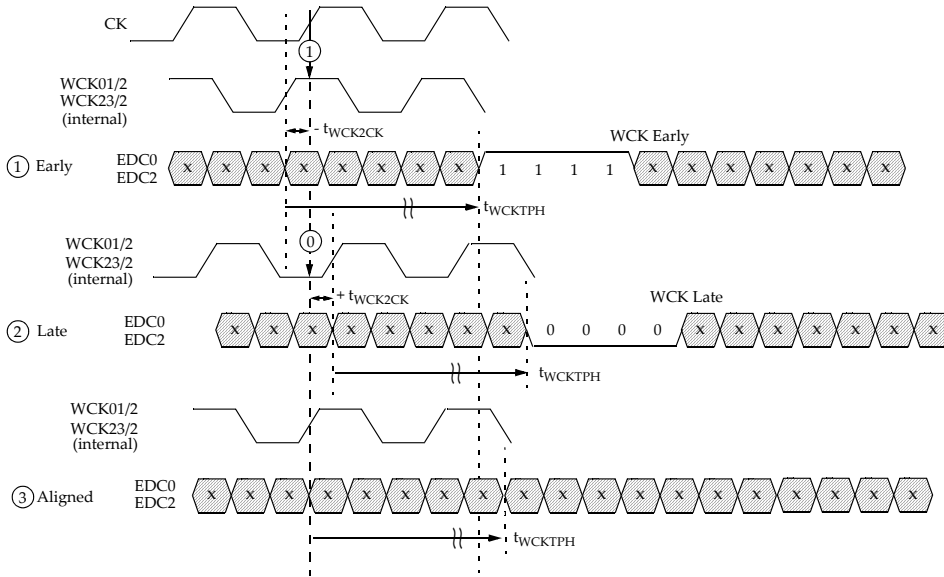 CK
1
WCK01/2
WCK23/2
(internal)
- tWCK2CK
WCK Early
1 Early
EDC0
EDC2
x x x x x x x x 1 1 1 1 x x x x x x x
tWCKTPH
0
WCK01/2
WCK23/2
(internal)
+ tWCK2CK
WCK Late
2 Late
EDC0
EDC2
x x x x x x x x 0 0 0 0 x x x x x x x
tWCKTPH
WCK01/2
WCK23/2
(internal)
3 Aligned
EDC0
EDC2
x x x x x x x x x x x x x x x x x x x
tWCKTPH